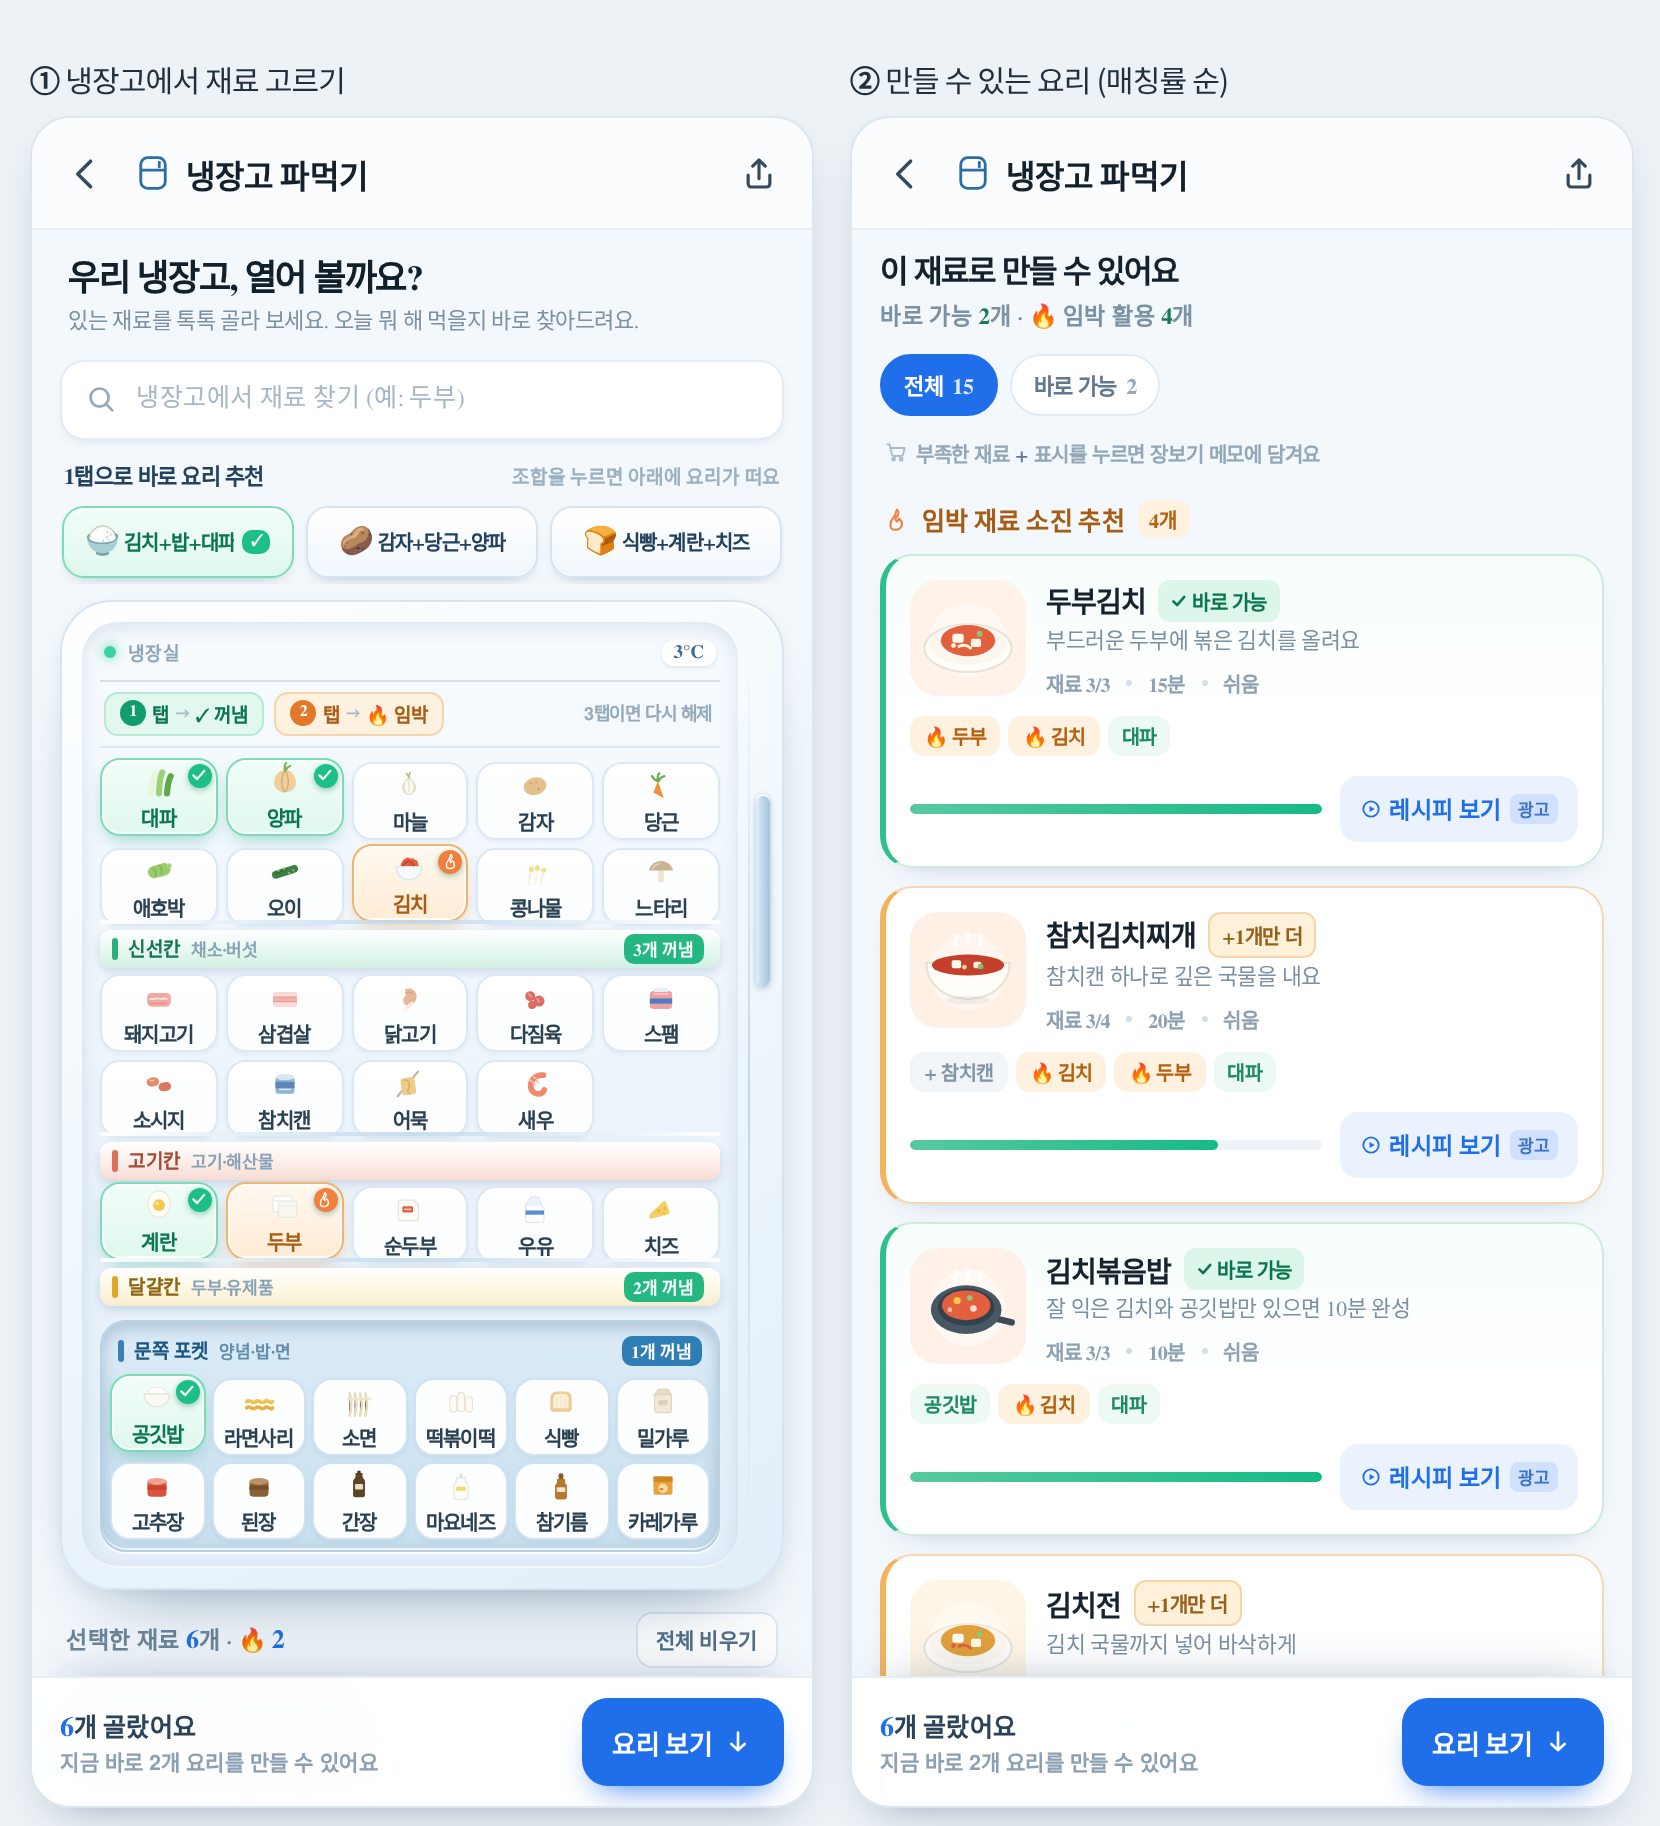 ① 냉장고에서 재료 고르기
냉장고 파먹기
우리 냉장고, 열어 볼까요?
있는 재료를 톡톡 골라 보세요. 오늘 뭐 해 먹을지 바로 찾아드려요.
냉장고에서 재료 찾기 (예: 두부)
1탭으로 바로 요리 추천 조합을 누르면 아래에 요리가 떠요
김치+밥+대파 ✓ 감자+당근+양파 식빵+계란+치즈
냉장실 3°C
1 탭 → ✓ 꺼냄 2 탭 → 🔥 임박 3탭이면 다시 해제
대파 양파 마늘 감자 당근
애호박 오이 김치 콩나물 느타리
신선칸 채소·버섯 3개 꺼냄
돼지고기 삼겹살 닭고기 다짐육 스팸
소시지 참치캔 어묵 새우
고기칸 고기·해산물
계란 두부 순두부 우유 치즈
달걀칸 두부·유제품 2개 꺼냄
문쪽 포켓 양념·밥·면 1개 꺼냄
공깃밥 라면사리 소면 떡볶이떡 식빵 밀가루
고추장 된장 간장 마요네즈 참기름 카레가루
선택한 재료 6개 · 🔥 2 전체 비우기
6개 골랐어요
지금 바로 2개 요리를 만들 수 있어요
요리 보기 ↓
② 만들 수 있는 요리 (매칭률 순)
냉장고 파먹기
이 재료로 만들 수 있어요
바로 가능 2개 · 🔥 임박 활용 4개
전체 15 바로 가능 2
부족한 재료 + 표시를 누르면 장보기 메모에 담겨요
임박 재료 소진 추천 4개
두부김치 ✓ 바로 가능
부드러운 두부에 볶은 김치를 올려요
재료 3/3 • 15분 • 쉬움
🔥 두부 🔥 김치 대파
레시피 보기 광고
참치김치찌개 +1개만 더
참치캔 하나로 깊은 국물을 내요
재료 3/4 • 20분 • 쉬움
+ 참치캔 🔥 김치 🔥 두부 대파
레시피 보기 광고
김치볶음밥 ✓ 바로 가능
잘 익은 김치와 공깃밥만 있으면 10분 완성
재료 3/3 • 10분 • 쉬움
공깃밥 🔥 김치 대파
레시피 보기 광고
김치전 +1개만 더
김치 국물까지 넣어 바삭하게
6개 골랐어요
지금 바로 2개 요리를 만들 수 있어요
요리 보기 ↓